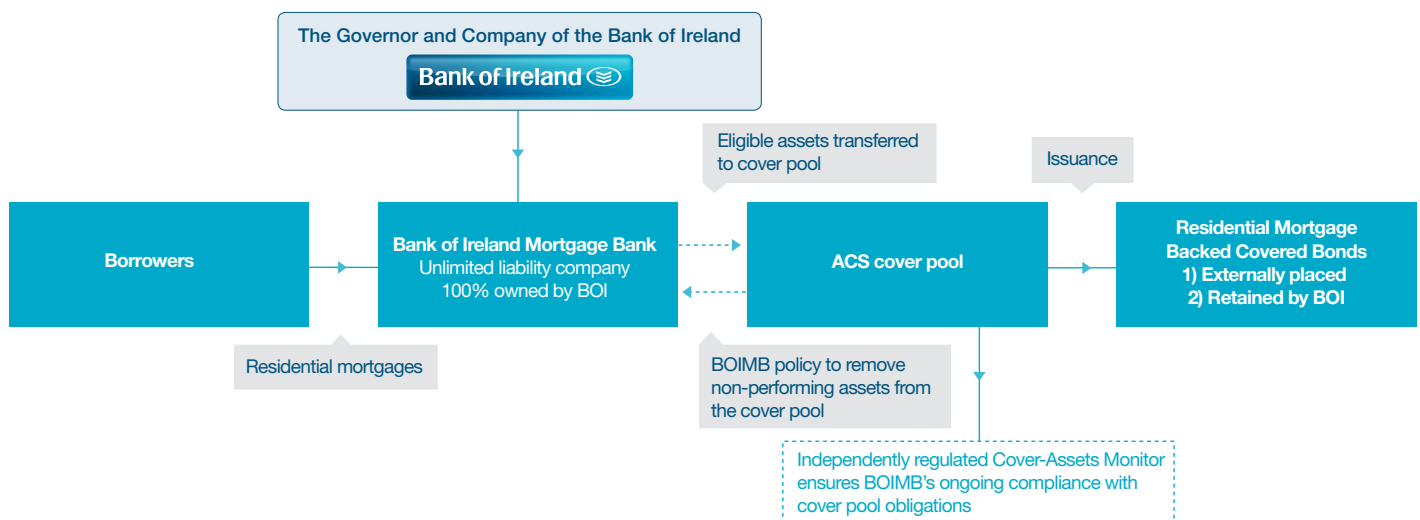 The Governor and Company of the Bank of Ireland
Bank of Ireland
Eligible assets transferred
to cover pool
Issuance
Borrowers
Bank of Ireland Mortgage Bank
Unlimited liability company
100% owned by BOI
ACS cover pool
Residential Mortgage
Backed Covered Bonds
1) Externally placed
2) Retained by BOI
Residential mortgages
BOIMB policy to remove
non-performing assets from
the cover pool
Independently regulated Cover-Assets Monitor
ensures BOIMB’s ongoing compliance with
cover pool obligations